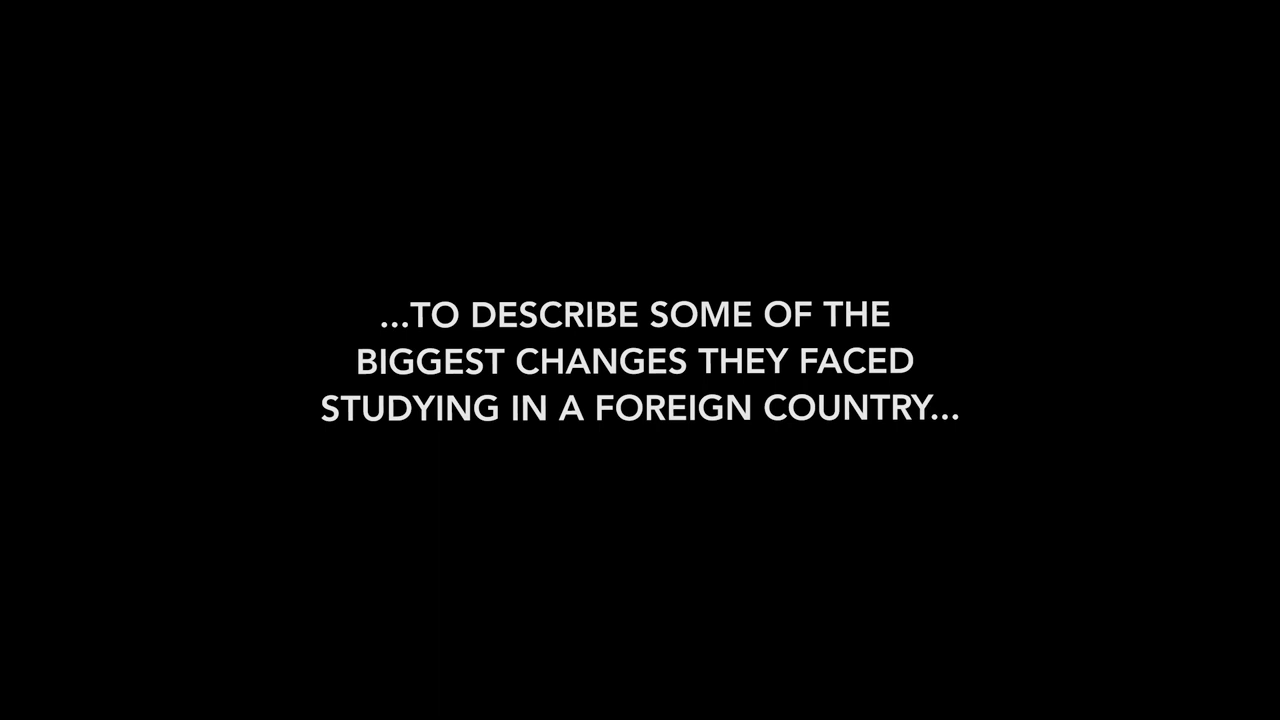 ...TO DESCRIBE SOME OF THE
BIGGEST CHANGES THEY FACED
STUDYING IN A FOREIGN COUNTRY...